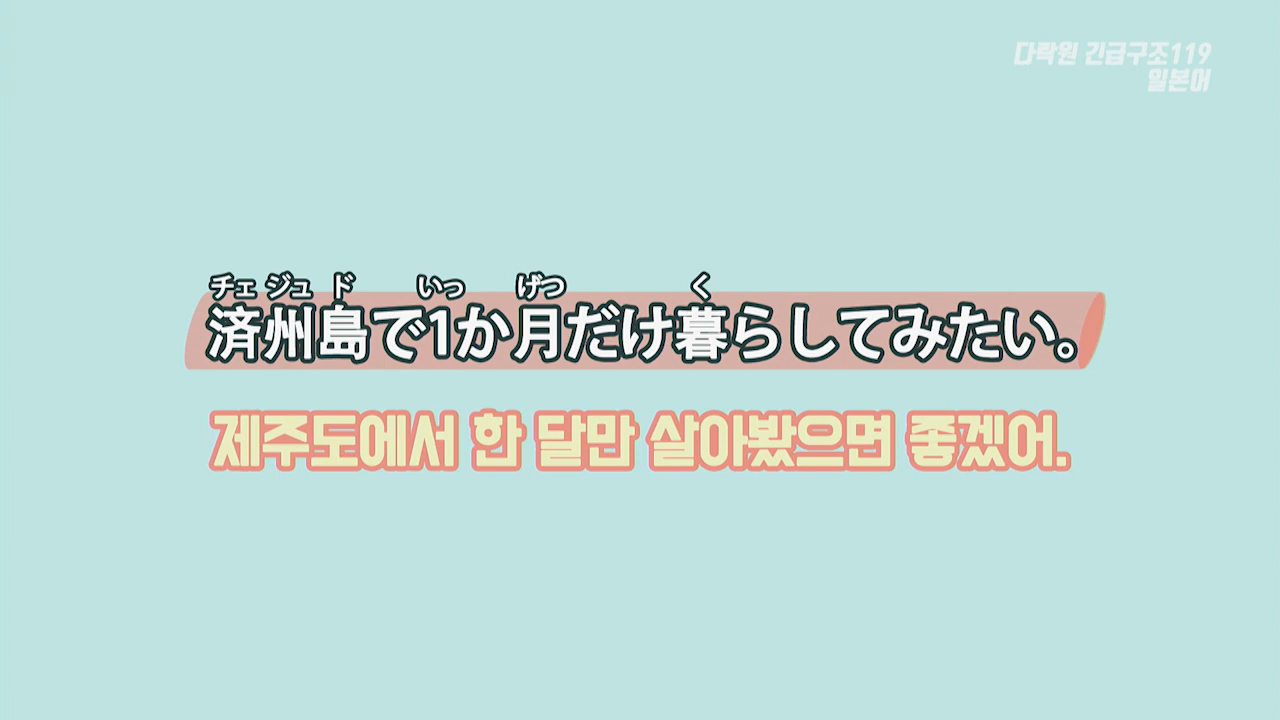 다락원 긴급구조119
일본어
チェ ジュ ド いっ げつ く
済州島で1か月だけ暮らしてみたい。
제주도에서 한 달만 살아봤으면 좋겠어.